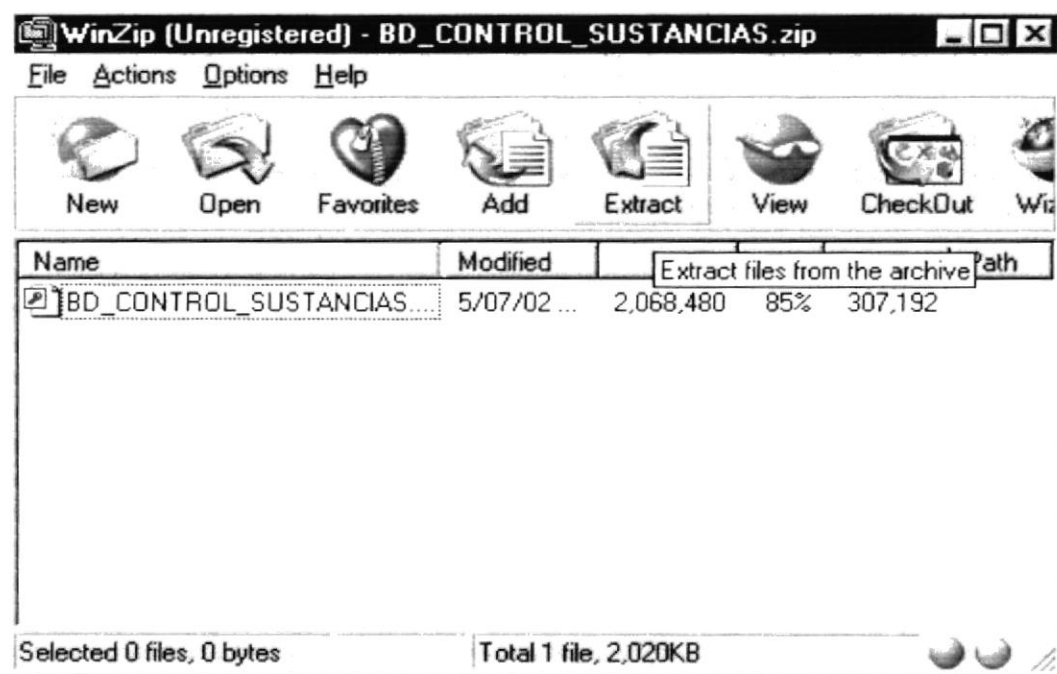 WinZip (Unregistered) - BD_CONTROL_SUSTANCIAS.zip
File Actions Options Help
New Open Favorites Add Extract View CheckOut Wiz
Name Modified Path
Extract files from the archive
BD_CONTROL_SUSTANCIAS.... 5/07/02 ... 2,068,480 85% 307,192
Selected 0 files, 0 bytes Total 1 file, 2,020KB